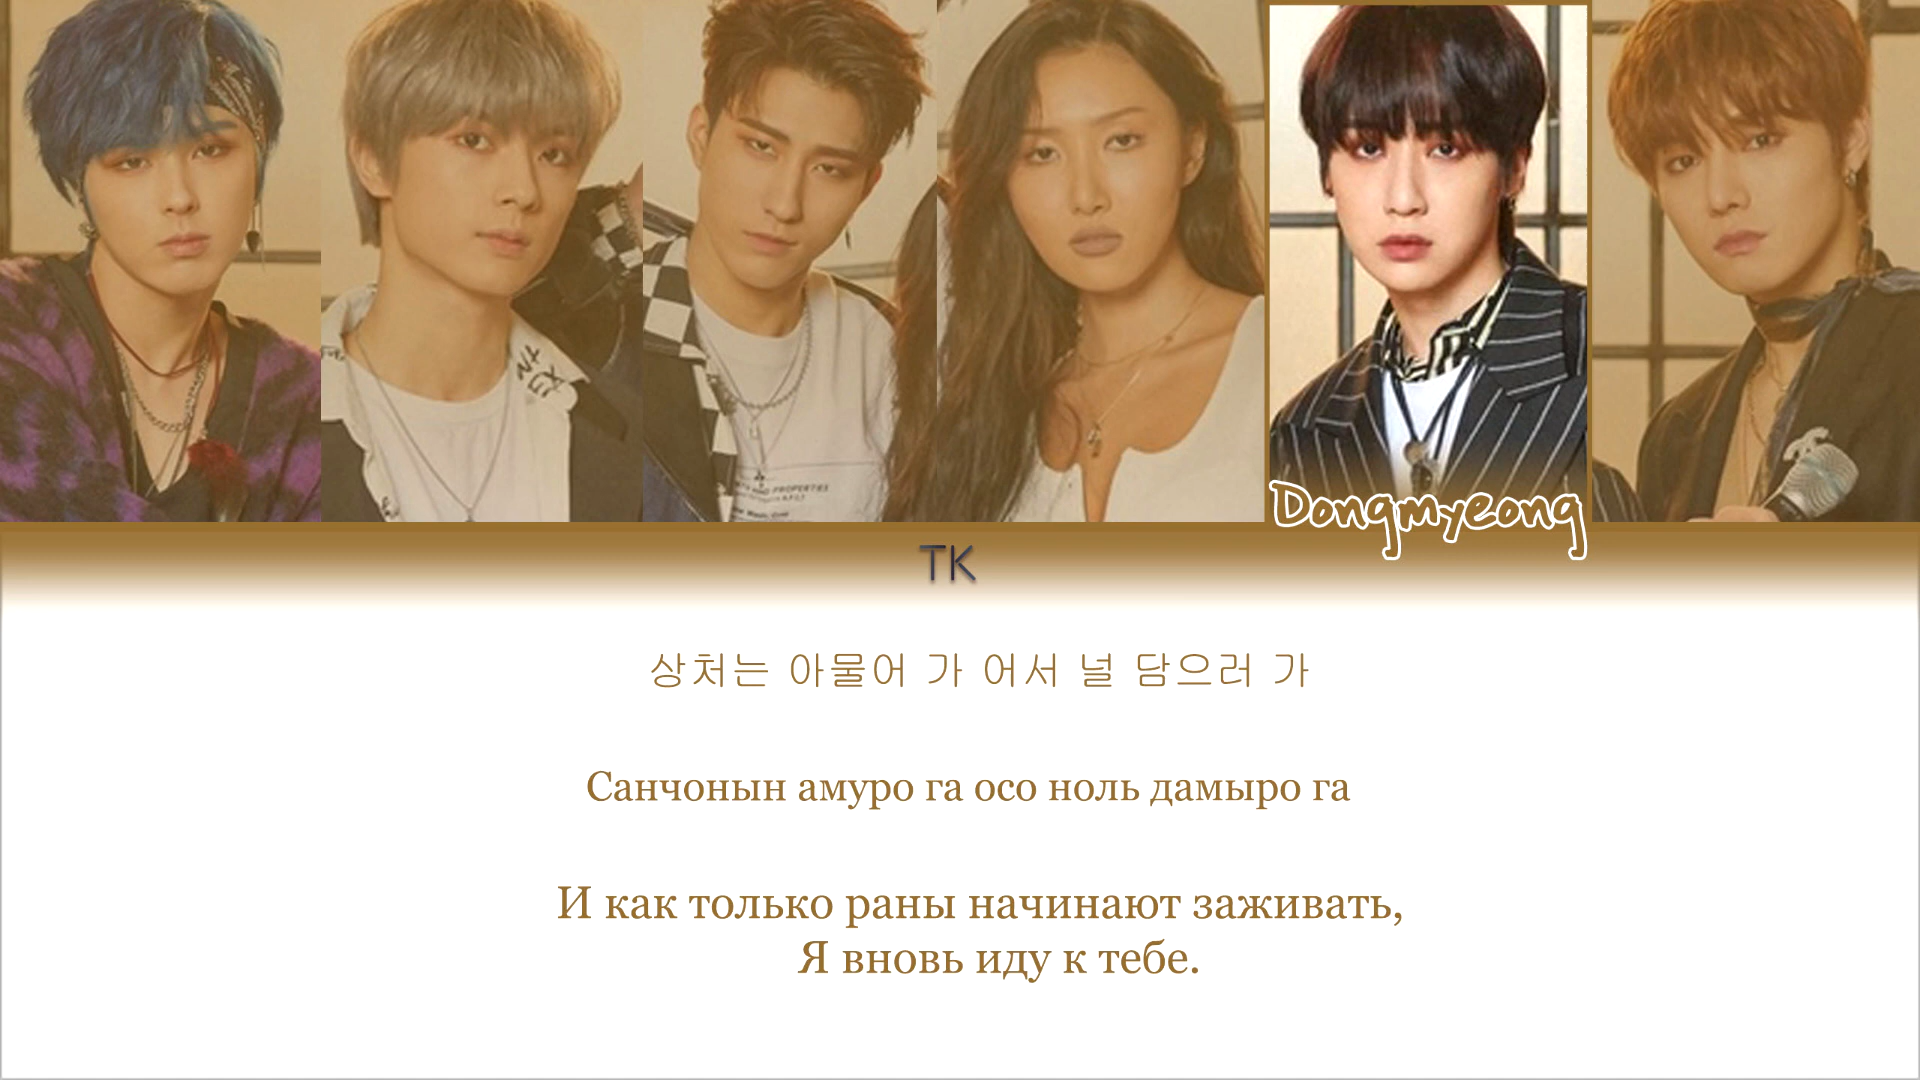 Dongmyeong
TK
상처는 아물어 가 어서 널 담으러 가
Санчонын амуро га осо ноль дамыро га
И как только раны начинают заживать,
Я вновь иду к тебе.